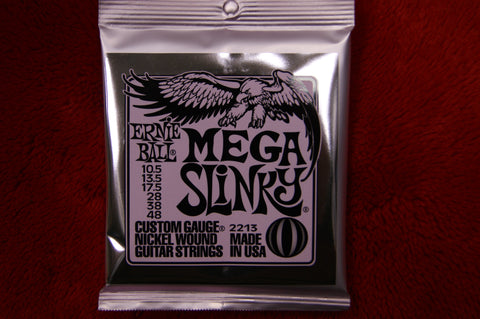 ERNIE BALL®
MEGA SLINKY®
10.5
13.5
17.5
28
38
48
CUSTOM GAUGE® 2213
NICKEL WOUND MADE
GUITAR STRINGS IN USA